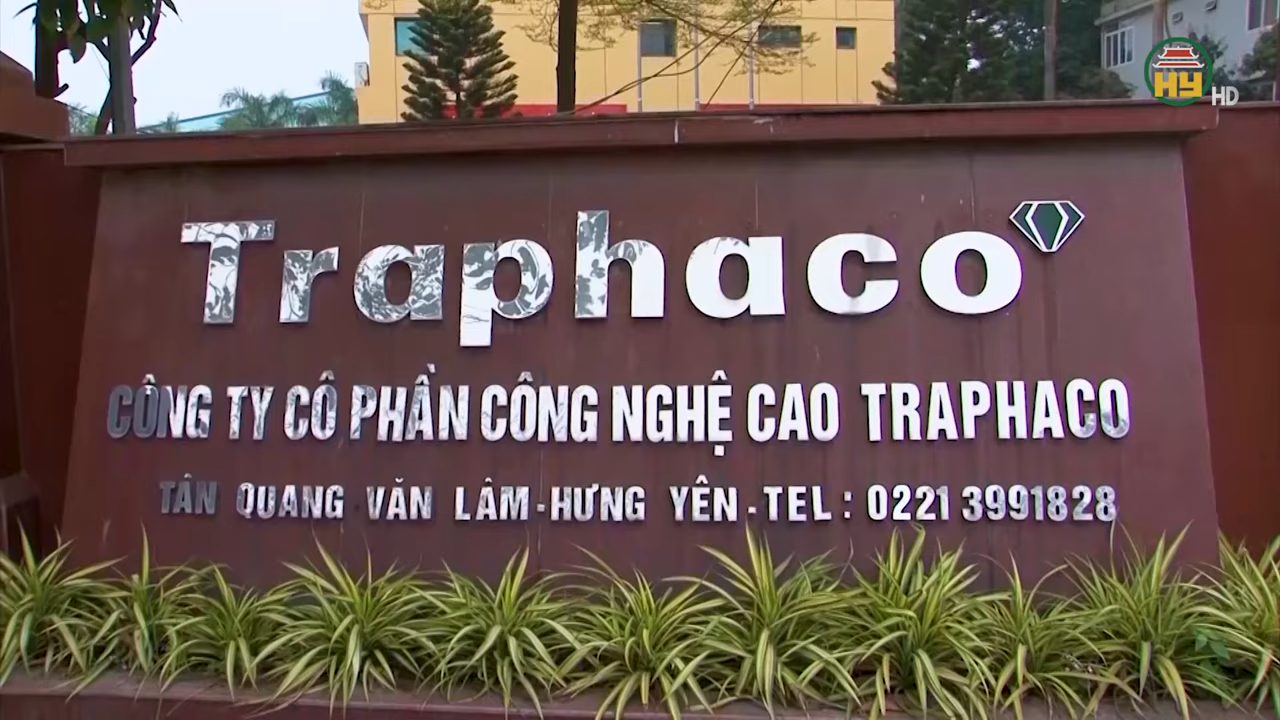 HY HD
Traphaco
CÔNG TY CỔ PHẦN CÔNG NGHỆ CAO TRAPHACO
TÂN QUANG-VĂN LÂM-HƯNG YÊN-TEL: 0221 3991828